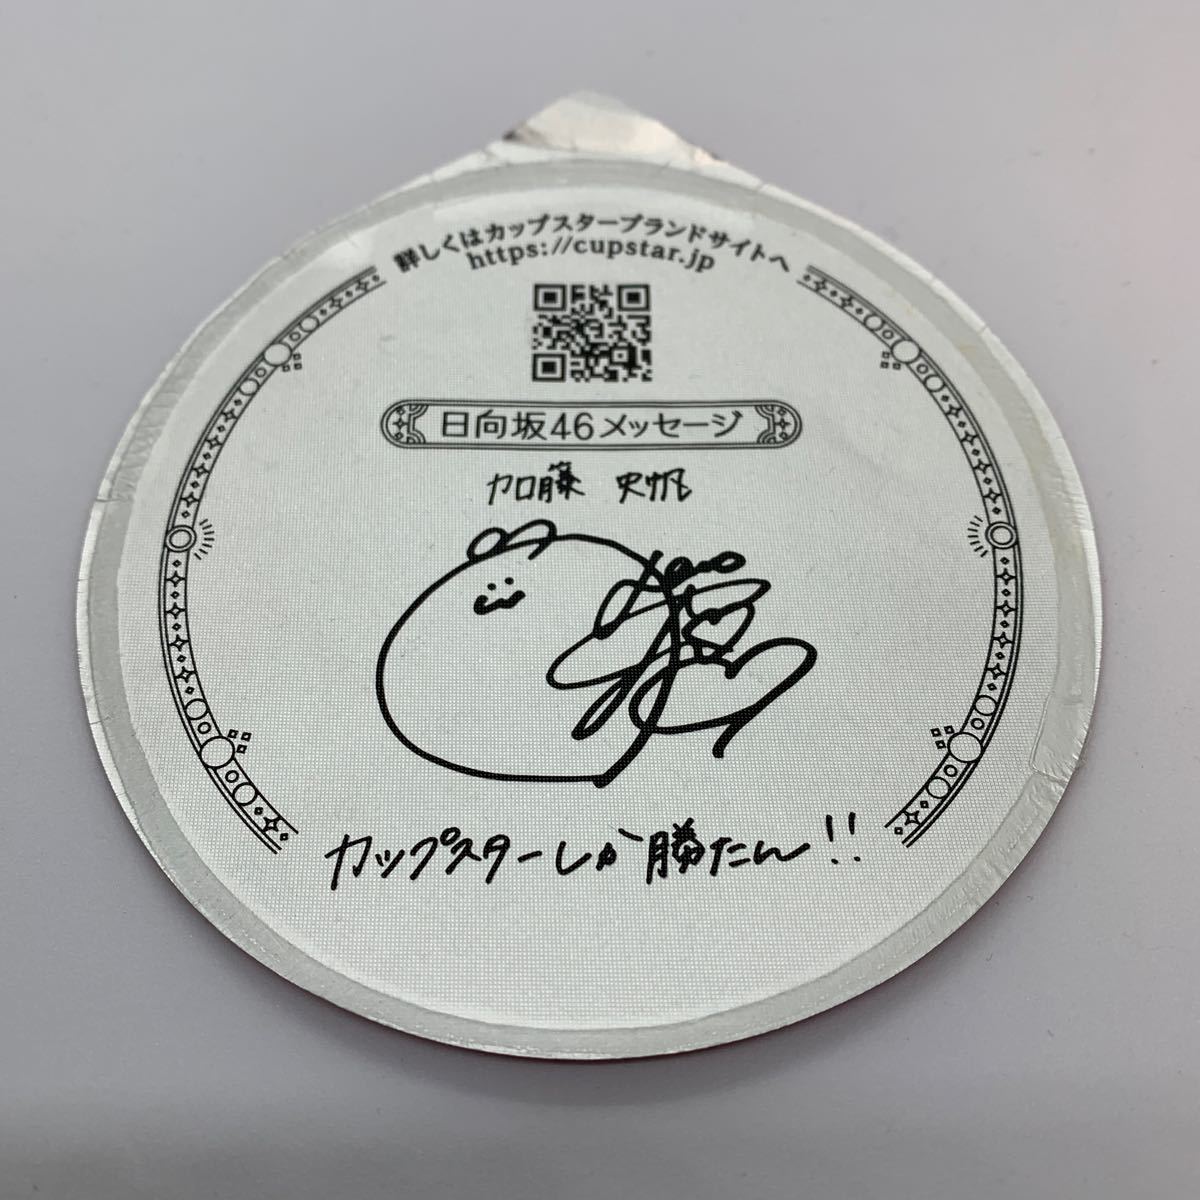 詳しくはカップスターブランドサイトへ
https://cupstar.jp
日向坂46メッセージ
加藤 史帆
カップスターしか勝たん!!